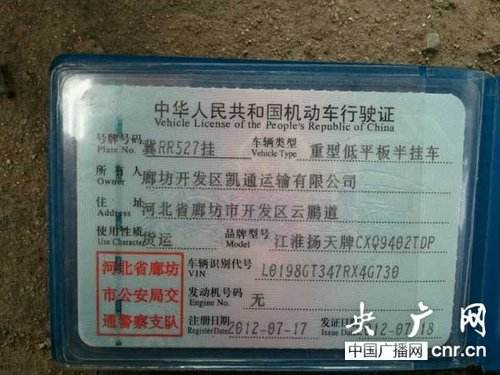 中华人民共和国机动车行驶证
Vehicle License of the People's Republic of China
号牌号码 冀RR527挂 车辆类型 重型低平板半挂车
Plate No. Vehicle Type
所有人 廊坊开发区凯通运输有限公司
Owner
住址 河北省廊坊市开发区云鹏道
Address
使用性质 货运 品牌型号 江淮扬天牌CXQ9402TDP
Use Character Model
河北省廊坊 车辆识别代号 L0198GT347RX4G730
VIN
市公安局交 发动机号码 无
Engine No.
通警察支队 注册日期 2012-07-17 发证日期 2012-07-18
Register Date Issue Date
央广网
中国广播网 cnr.cn